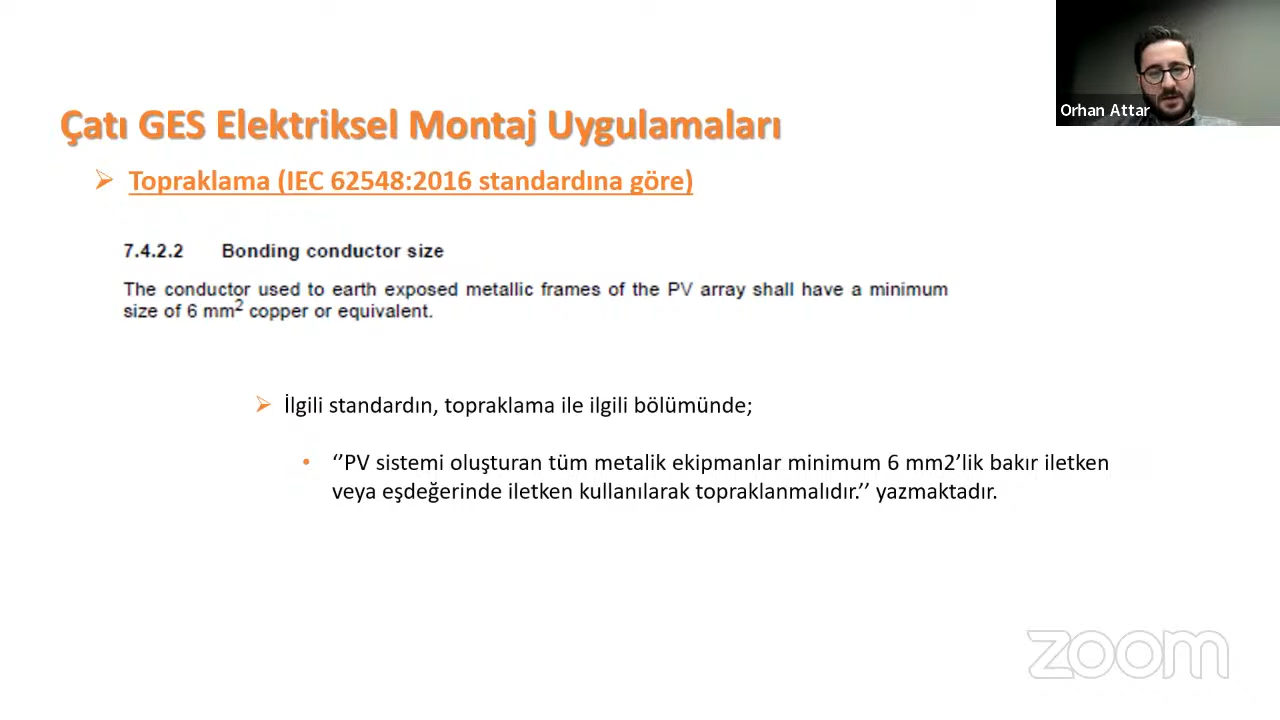 Orhan Attar
Çatı GES Elektriksel Montaj Uygulamaları
Topraklama (IEC 62548:2016 standardına göre)
7.4.2.2 Bonding conductor size
The conductor used to earth exposed metallic frames of the PV array shall have a minimum
size of 6 mm² copper or equivalent.
İlgili standardın, topraklama ile ilgili bölümünde;
‘’PV sistemi oluşturan tüm metalik ekipmanlar minimum 6 mm2’lik bakır iletken
veya eşdeğerinde iletken kullanılarak topraklanmalıdır.’’ yazmaktadır.
zoom